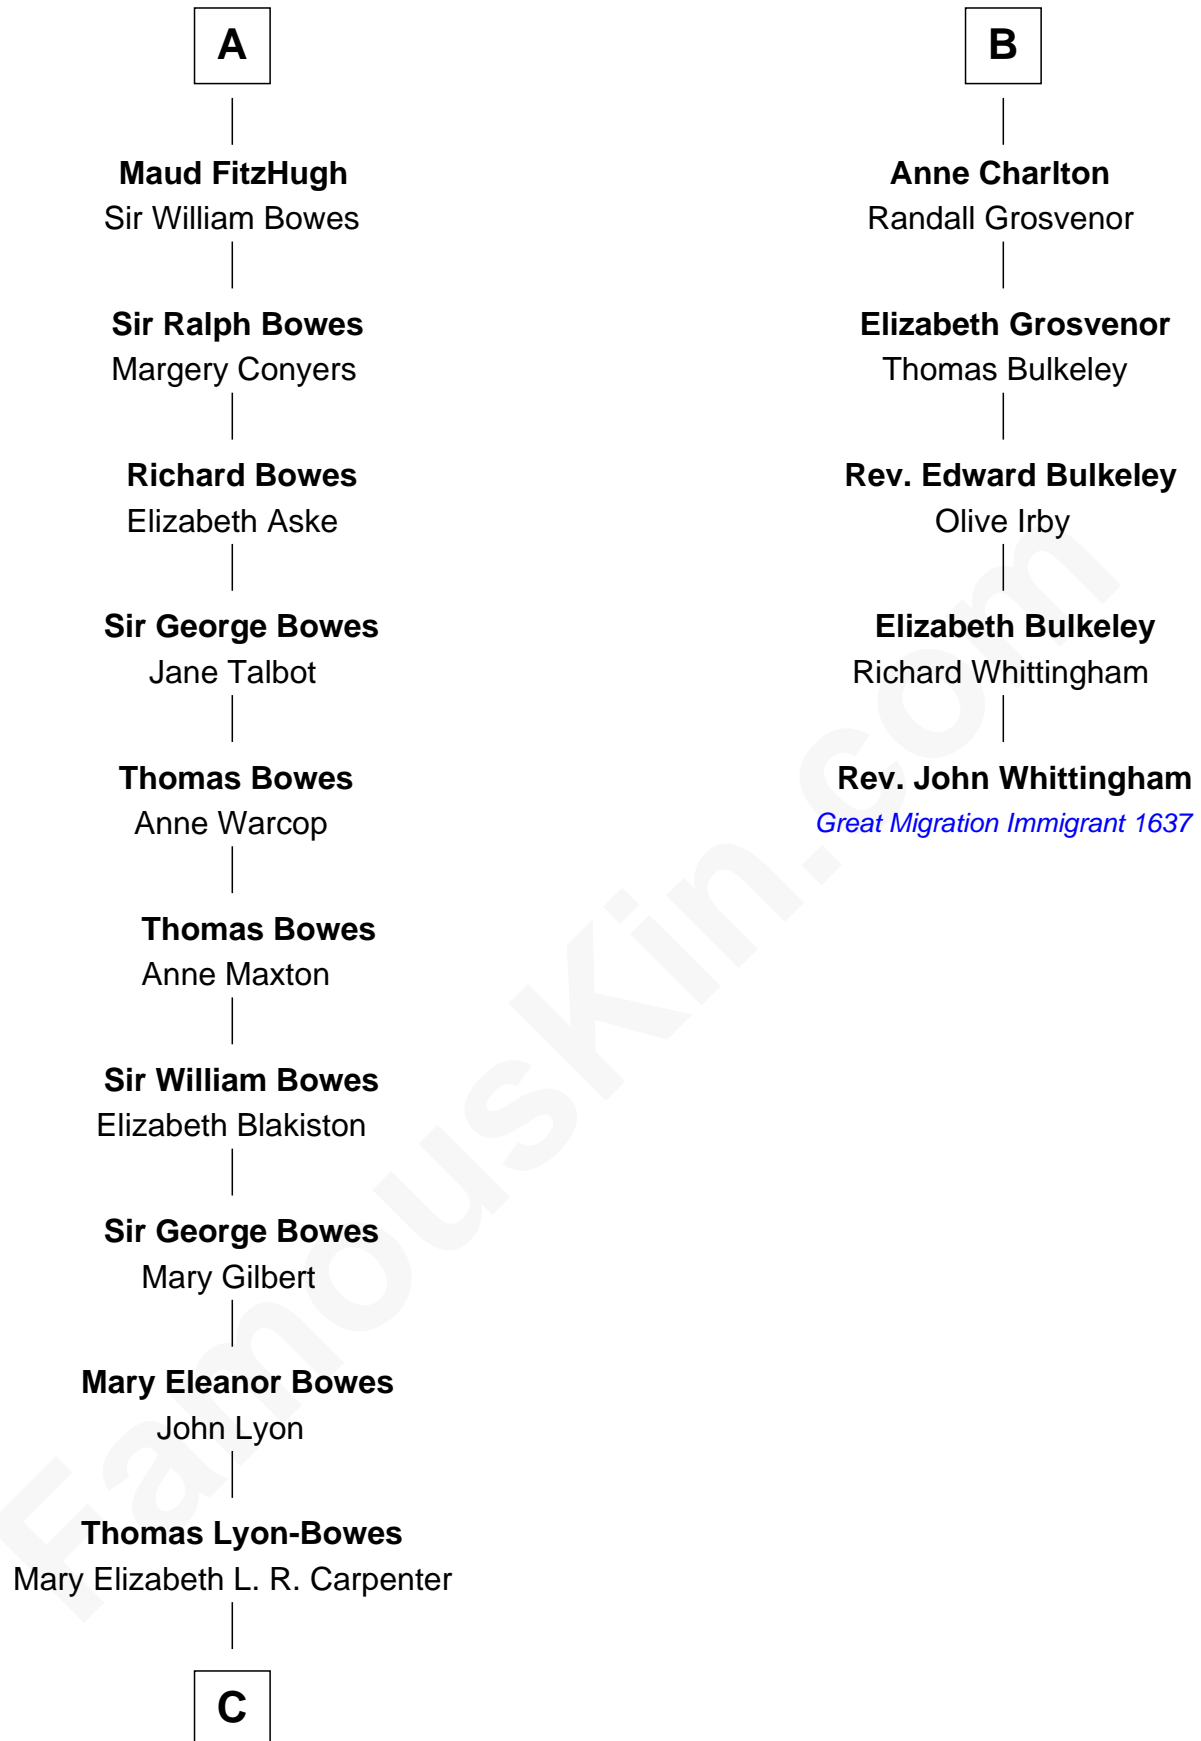 A
Maud FitzHugh
Sir William Bowes
Sir Ralph Bowes
Margery Conyers
Richard Bowes
Elizabeth Aske
Sir George Bowes
Jane Talbot
Thomas Bowes
Anne Warcop
Thomas Bowes
Anne Maxton
Sir William Bowes
Elizabeth Blakiston
Sir George Bowes
Mary Gilbert
Mary Eleanor Bowes
John Lyon
Thomas Lyon-Bowes
Mary Elizabeth L. R. Carpenter
C
B
Anne Charlton
Randall Grosvenor
Elizabeth Grosvenor
Thomas Bulkeley
Rev. Edward Bulkeley
Olive Irby
Elizabeth Bulkeley
Richard Whittingham
Rev. John Whittingham
Great Migration Immigrant 1637
FamousKin.com